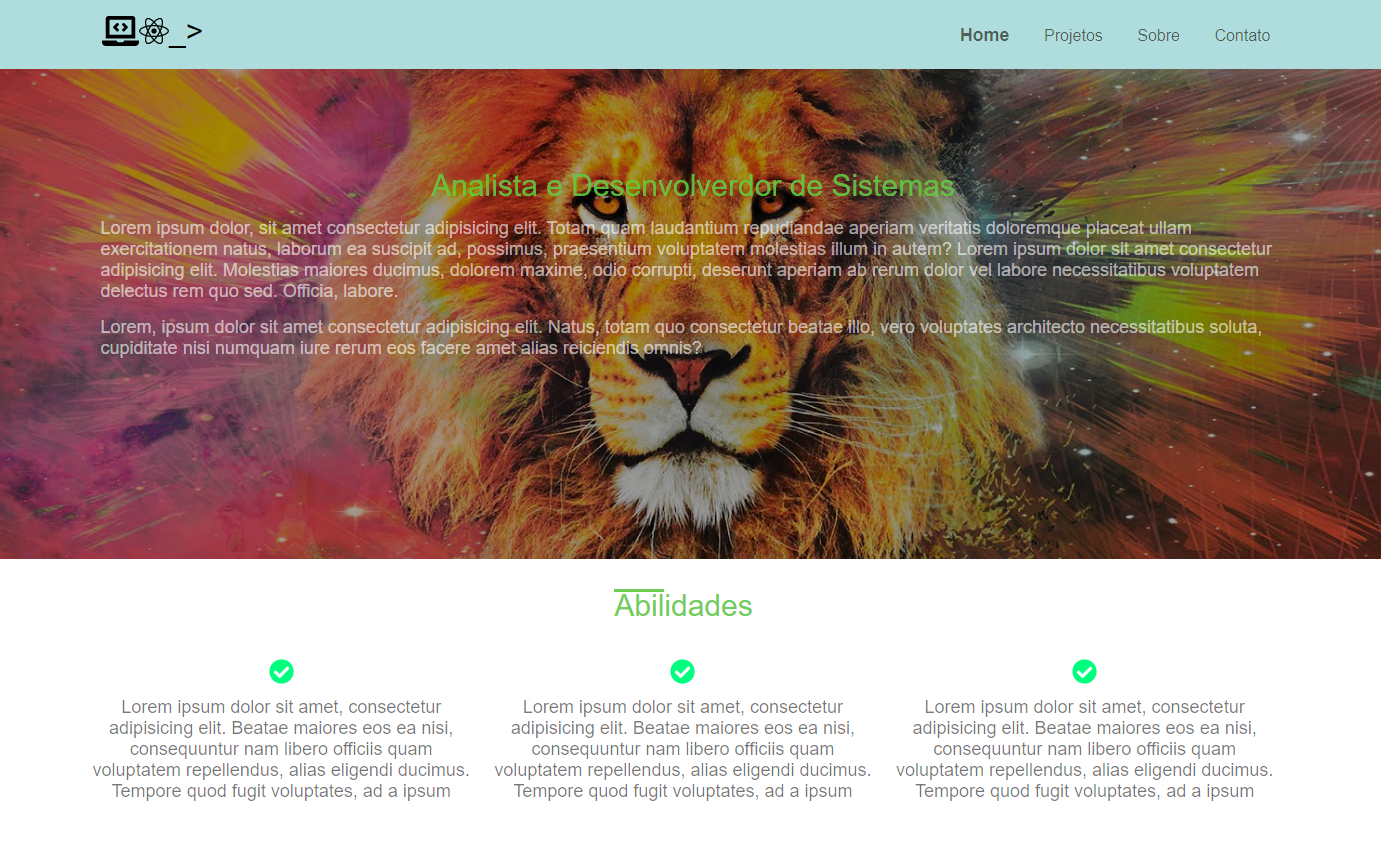 _>
Home Projetos Sobre Contato
Analista e Desenvolverdor de Sistemas
Lorem ipsum dolor, sit amet consectetur adipisicing elit. Totam quam laudantium repudiandae aperiam veritatis doloremque placeat ullam
exercitationem natus, laborum ea suscipit ad, possimus, praesentium voluptatem molestias illum in autem? Lorem ipsum dolor sit amet consectetur
adipisicing elit. Molestias maiores ducimus, dolorem maxime, odio corrupti, deserunt aperiam ab rerum dolor vel labore necessitatibus voluptatem
delectus rem quo sed. Officia, labore.
Lorem, ipsum dolor sit amet consectetur adipisicing elit. Natus, totam quo consectetur beatae illo, vero voluptates architecto necessitatibus soluta,
cupiditate nisi numquam iure rerum eos facere amet alias reiciendis omnis?
Abilidades
Lorem ipsum dolor sit amet, consectetur
adipisicing elit. Beatae maiores eos ea nisi,
consequuntur nam libero officiis quam
voluptatem repellendus, alias eligendi ducimus.
Tempore quod fugit voluptates, ad a ipsum
Lorem ipsum dolor sit amet, consectetur
adipisicing elit. Beatae maiores eos ea nisi,
consequuntur nam libero officiis quam
voluptatem repellendus, alias eligendi ducimus.
Tempore quod fugit voluptates, ad a ipsum
Lorem ipsum dolor sit amet, consectetur
adipisicing elit. Beatae maiores eos ea nisi,
consequuntur nam libero officiis quam
voluptatem repellendus, alias eligendi ducimus.
Tempore quod fugit voluptates, ad a ipsum